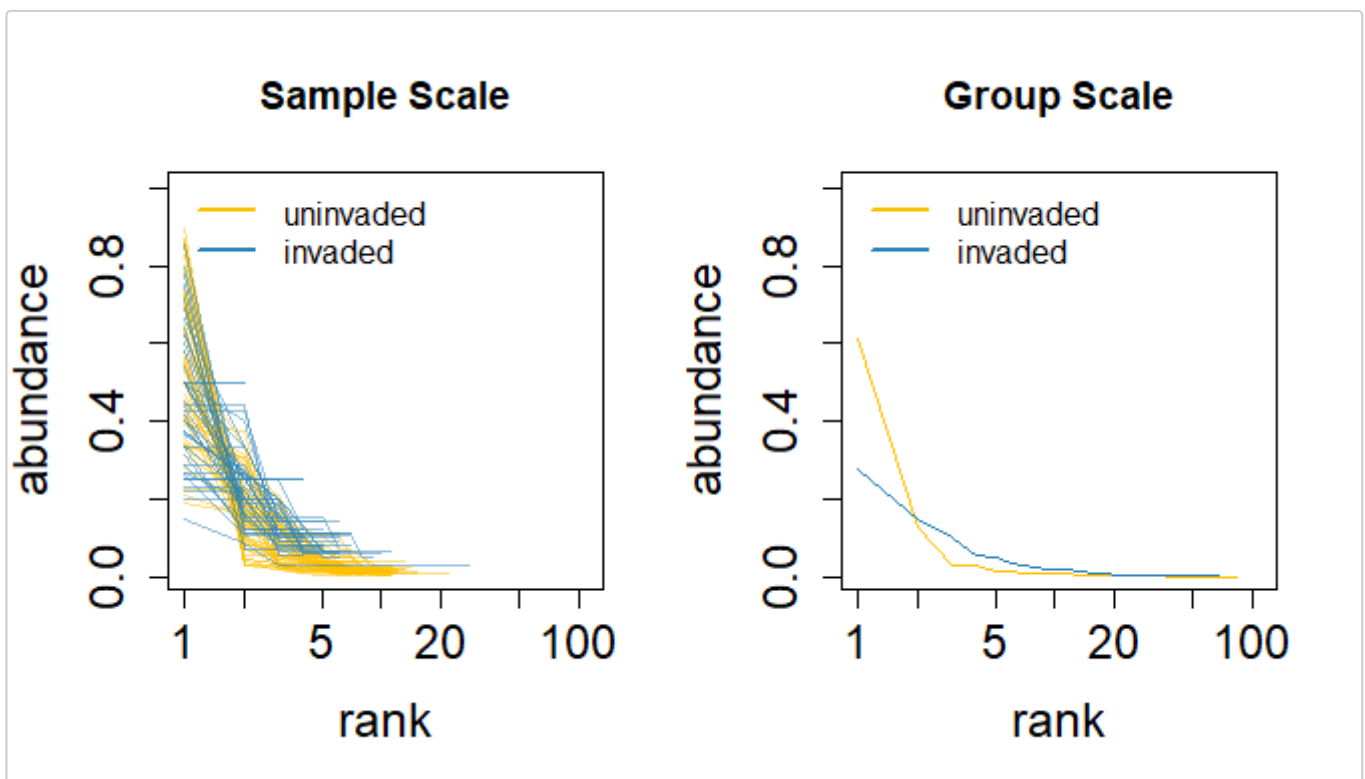 Sample Scale
uninvaded
invaded
abundance
0.8
0.4
0.0
1 5 20 100
rank
Group Scale
uninvaded
invaded
abundance
0.8
0.4
0.0
1 5 20 100
rank